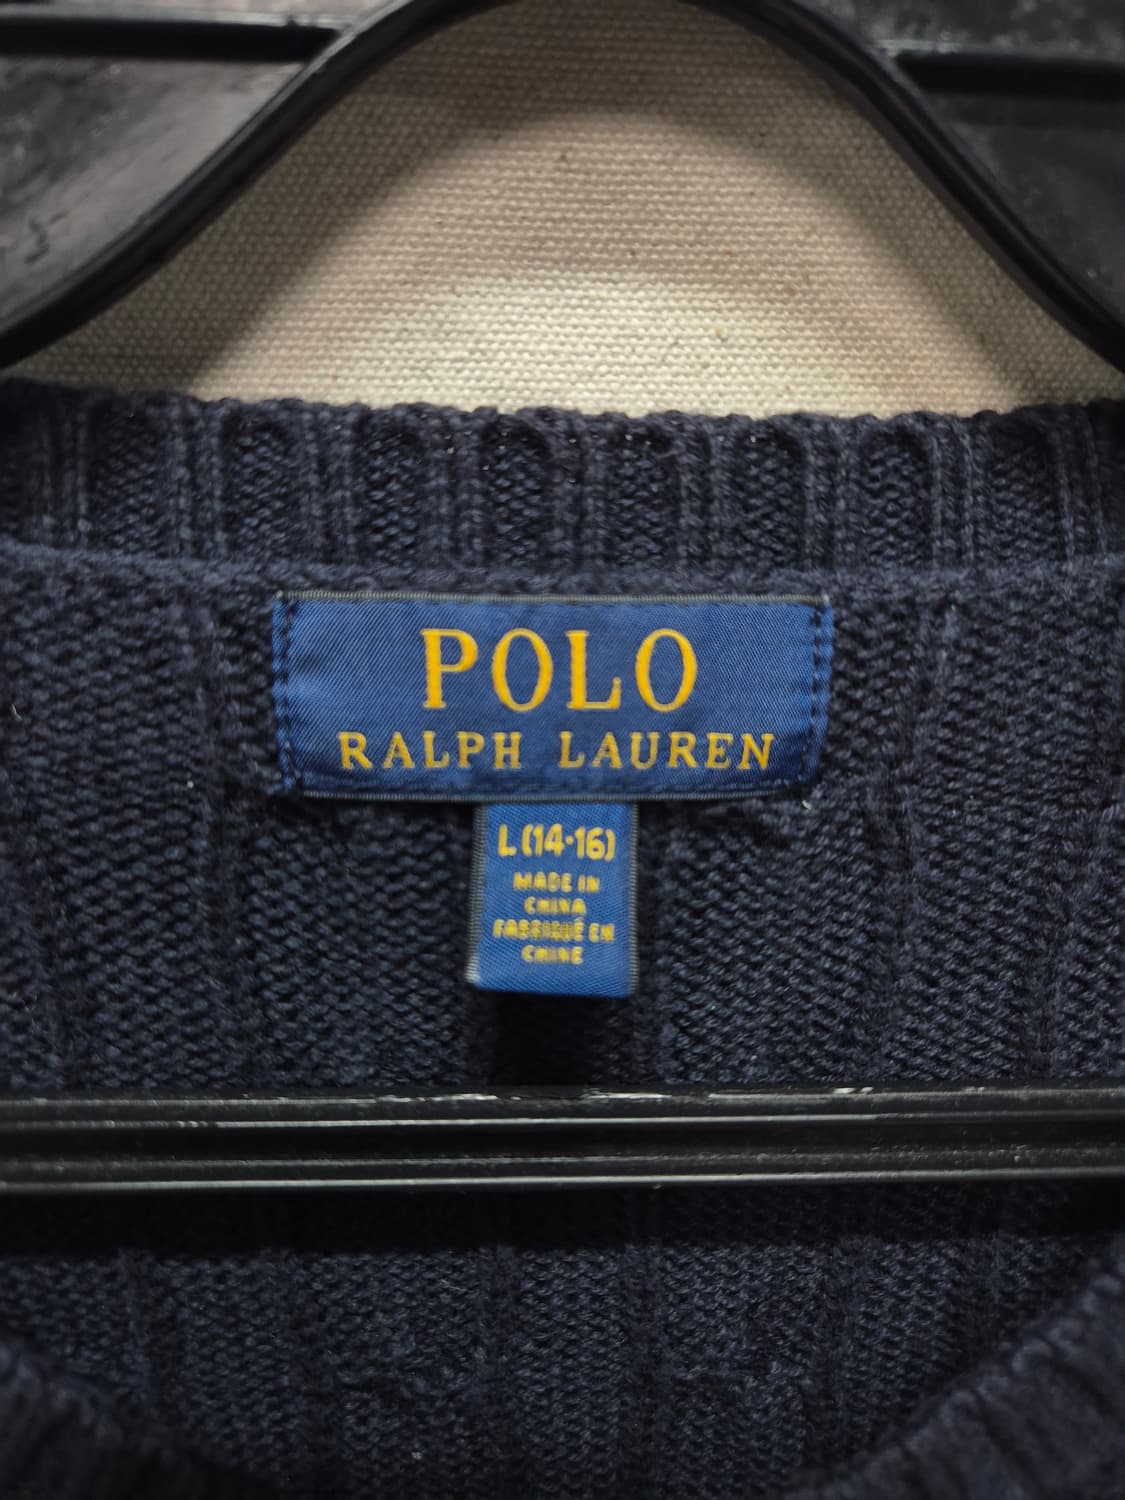 POLO
RALPH LAUREN
L (14-16)
MADE IN
CHINA
FABRIQUÉ EN
CHINE